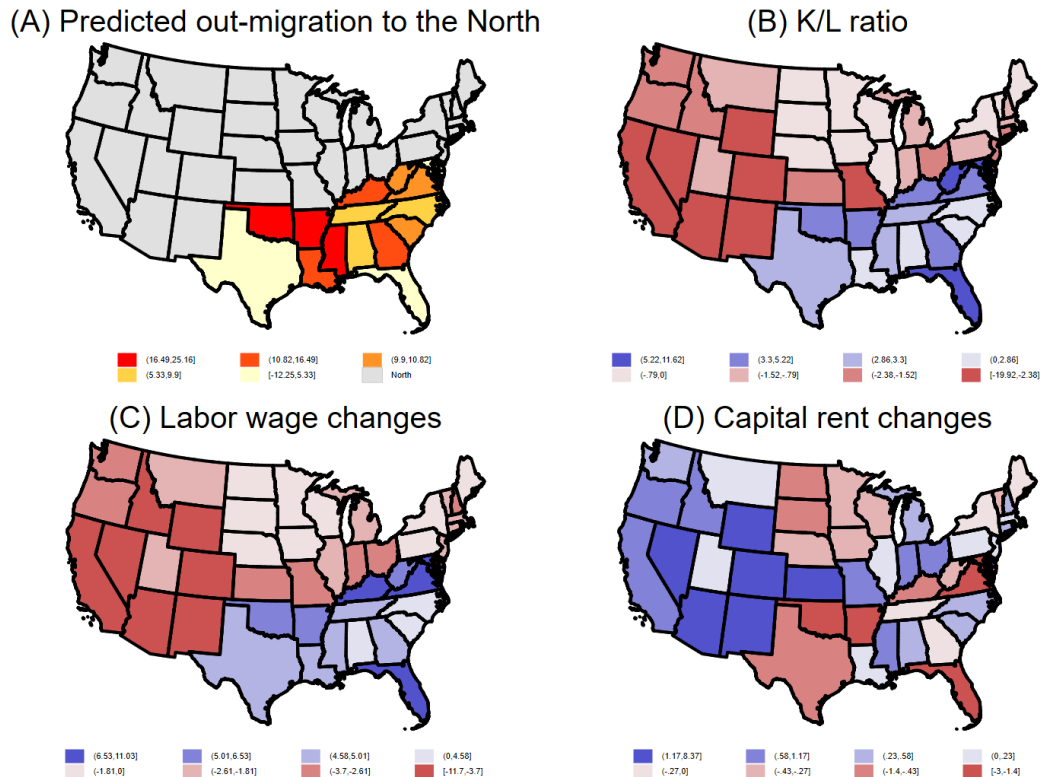 (A) Predicted out-migration to the North
(B) K/L ratio
(16.49,25.16] (10.82,16.49] (9.9,10.82]
(5.33,9.9] [-12.25,5.33] North
(5.22,11.62] (3.3,5.22] (2.86,3.3] (0,2.86]
(-.79,0] (-1.52,-.79] (-2.38,-1.52] [-19.92,-2.38]
(C) Labor wage changes
(D) Capital rent changes
(6.53,11.03] (5.01,6.53] (4.58,5.01] (0,4.58]
(-1.81,0] (-2.61,-1.81] (-3.7,-2.61] [-11.7,-3.7]
(1.17,8.37] (.58,1.17] (.23,.58] (0,.23]
(-.27,0] (-.43,-.27] (-1.4,-.43] [-3,-1.4]